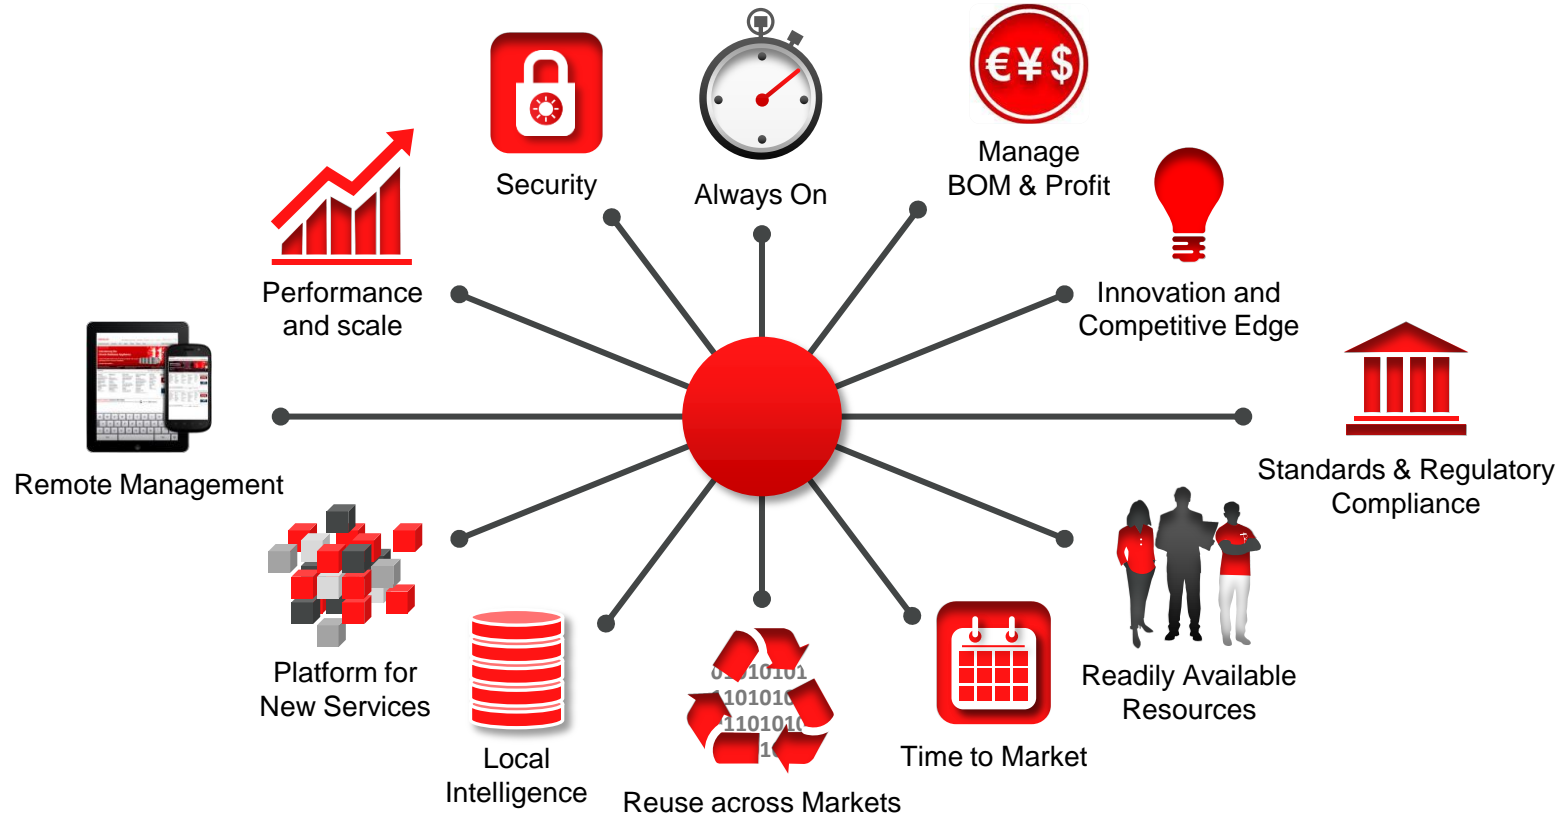 €¥$
Security
Always On
Manage
BOM & Profit
Performance
and scale
Innovation and
Competitive Edge
Remote Management
Standards & Regulatory
Compliance
Platform for
New Services
Local
Intelligence
Reuse across Markets
Time to Market
Readily Available
Resources